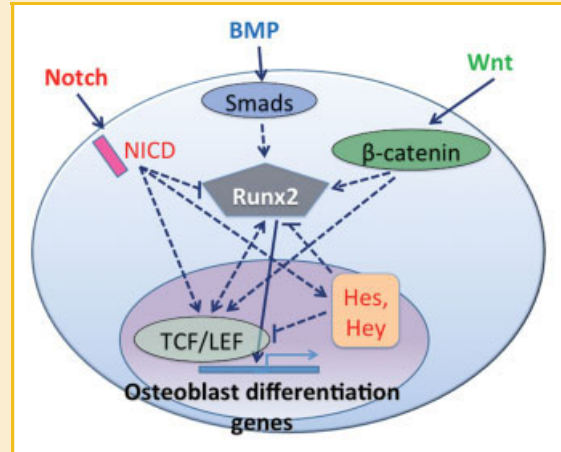 BMP
Notch
Wnt
Smads
NICD
β-catenin
Runx2
Hes,
Hey
TCF/LEF
Osteoblast differentiation
genes